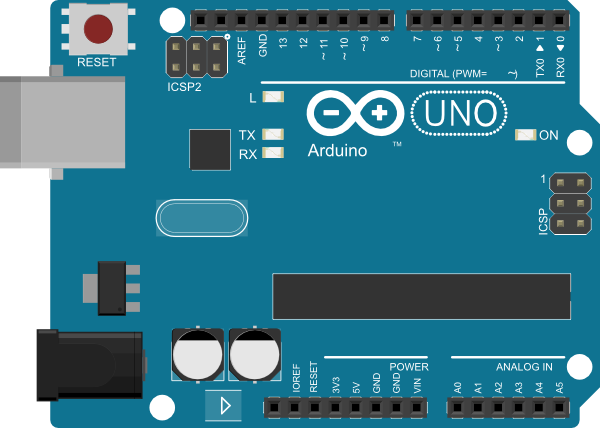 RESET
ICSP2
AREF
GND
13
12
~11
~10
~9
8
7
~6
~5
4
~3
2
TX0 ▶1
RX0 ◀0
DIGITAL (PWM= ~)
L
TX
RX
Arduino
TM
UNO
ON
1
ICSP
POWER
ANALOG IN
IOREF
RESET
3V3
5V
GND
GND
VIN
A0
A1
A2
A3
A4
A5